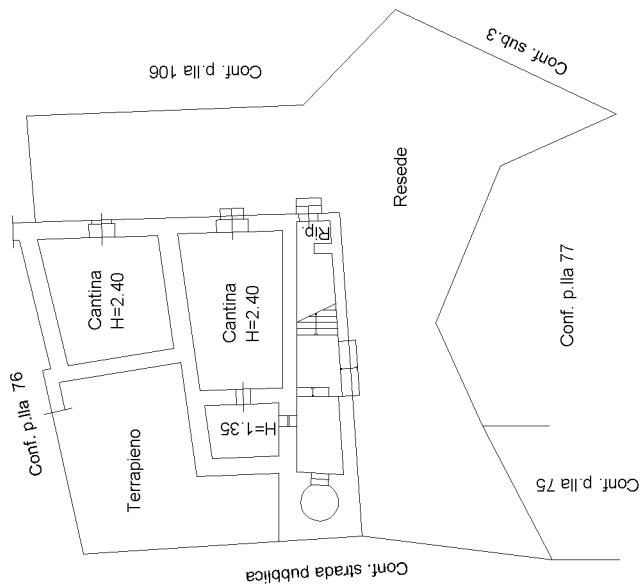 Conf. p.lla 106
Conf. sub.3
Resede
Rip.
Cantina
H=2.40
Cantina
H=2.40
Conf. p.lla 77
Conf. p.lla 76
H=1.35
Terrapieno
Conf. p.lla 75
Conf. strada pubblica